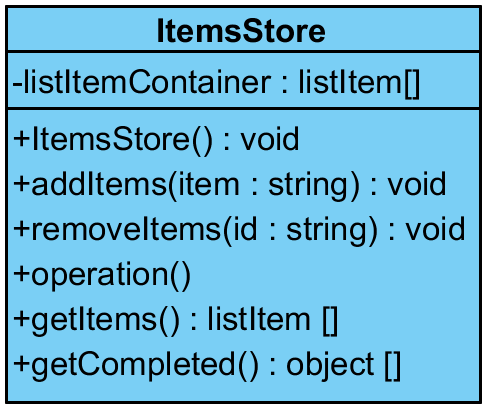 ItemsStore
-listItemContainer : listItem[]
+ItemsStore() : void
+addItems(item : string) : void
+removeItems(id : string) : void
+operation()
+getItems() : listItem []
+getCompleted() : object []